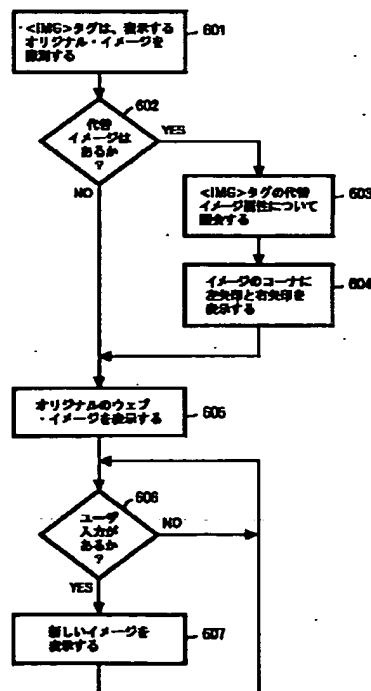 <IMG>タグは、表示する
オリジナル・イメージを
識別する
601
代替
イメージは
あるか
?
602
YES
NO
<IMG>タグの代替
イメージ属性について
照会する
603
イメージのコーナに
左矢印と右矢印を
表示する
604
オリジナルのウェブ
・イメージを表示する
605
ユーザ
入力が
あるか
?
606
NO
YES
新しいイメージを
表示する
607